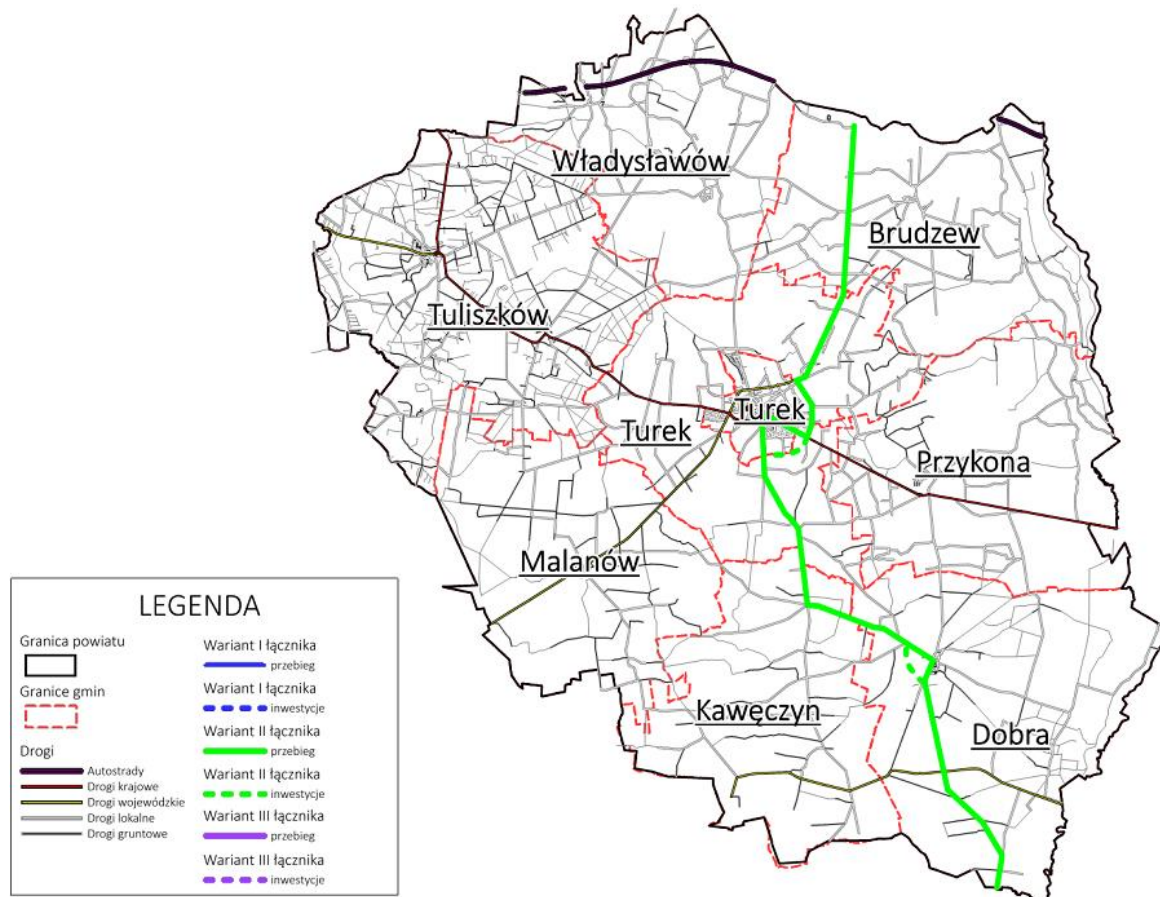 Władysławów
Brudzew
Tuliszków
Turek
Turek
Przykona
Malanów
Kawęczyn
Dobra
LEGENDA
Granica powiatu
Granice gmin
Drogi
Autostrady
Drogi krajowe
Drogi wojewódzkie
Drogi lokalne
Drogi gruntowe
Wariant I łącznika
przebieg
Wariant I łącznika
inwestycje
Wariant II łącznika
przebieg
Wariant II łącznika
inwestycje
Wariant III łącznika
przebieg
Wariant III łącznika
inwestycje